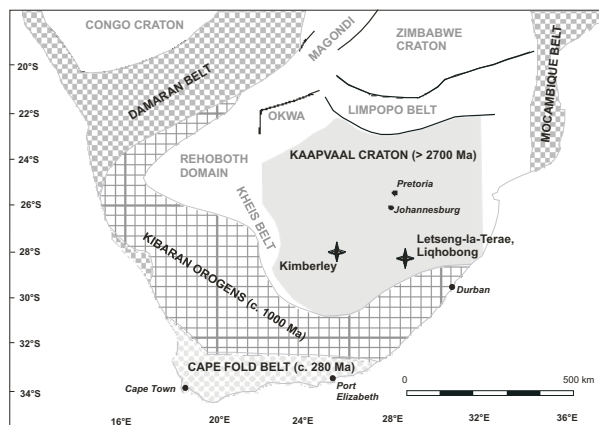 CONGO CRATON
MAGONDI
ZIMBABWE
CRATON
DAMARAN BELT
MOCAMBIQUE BELT
LIMPOPO BELT
OKWA
REHOBOTH
DOMAIN
KAAPVAAL CRATON (> 2700 Ma)
Pretoria
Johannesburg
KHEIS BELT
Kimberley
Letseng-la-Terae,
Liqhobong
KIBARAN OROGENS (c. 1000 Ma)
Durban
CAPE FOLD BELT (c. 280 Ma)
Cape Town
Port
Elizabeth
0 500 km
20°S
22°S
24°S
26°S
28°S
30°S
32°S
34°S
16°E 20°E 24°E 28°E 32°E 36°E